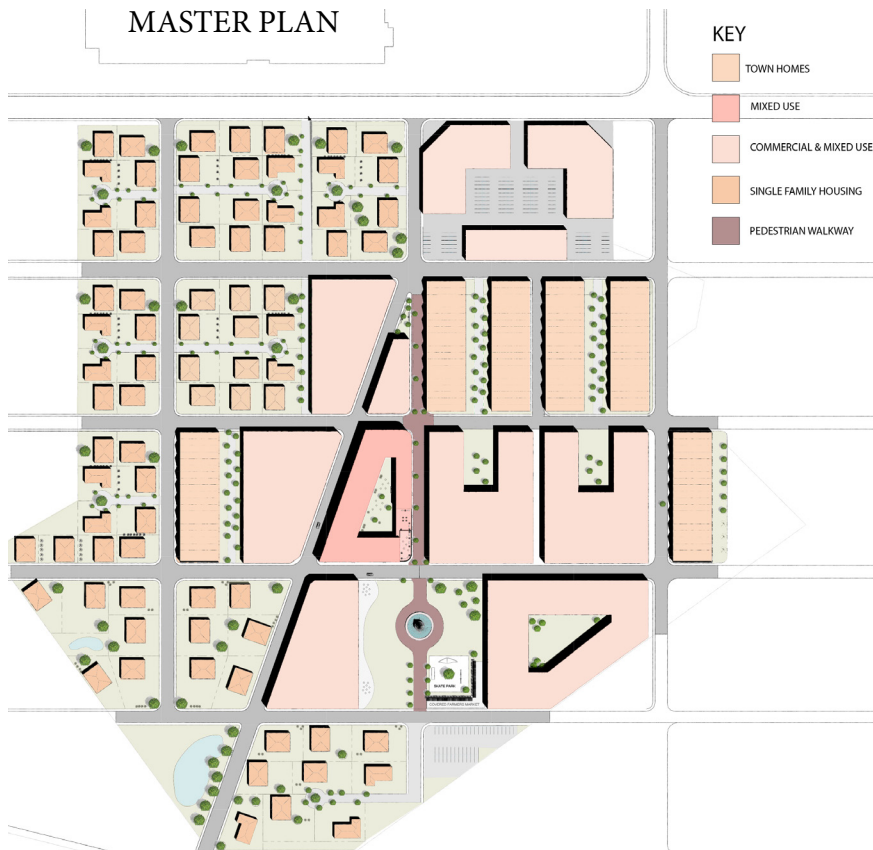 MASTER PLAN
KEY
TOWN HOMES
MIXED USE
COMMERCIAL & MIXED USE
SINGLE FAMILY HOUSING
PEDESTRIAN WALKWAY
SKATE PARK
COVERED FARMERS MARKET